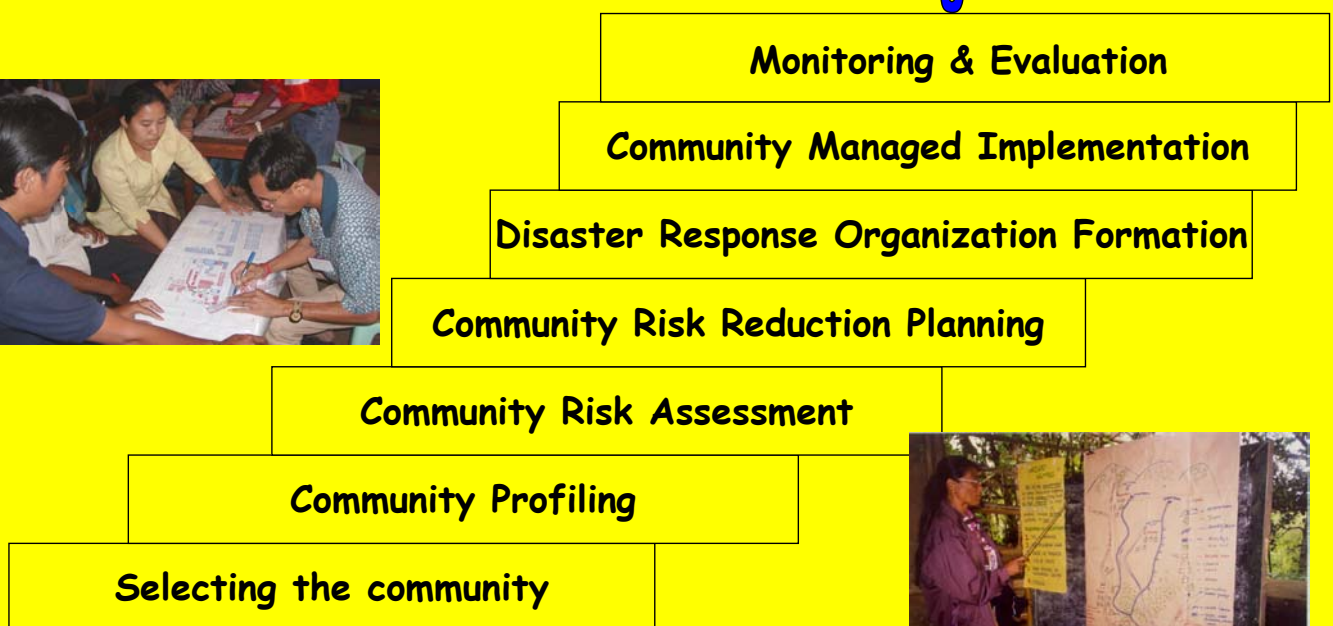 Monitoring & Evaluation
Community Managed Implementation
Disaster Response Organization Formation
Community Risk Reduction Planning
Community Risk Assessment
Community Profiling
Selecting the community